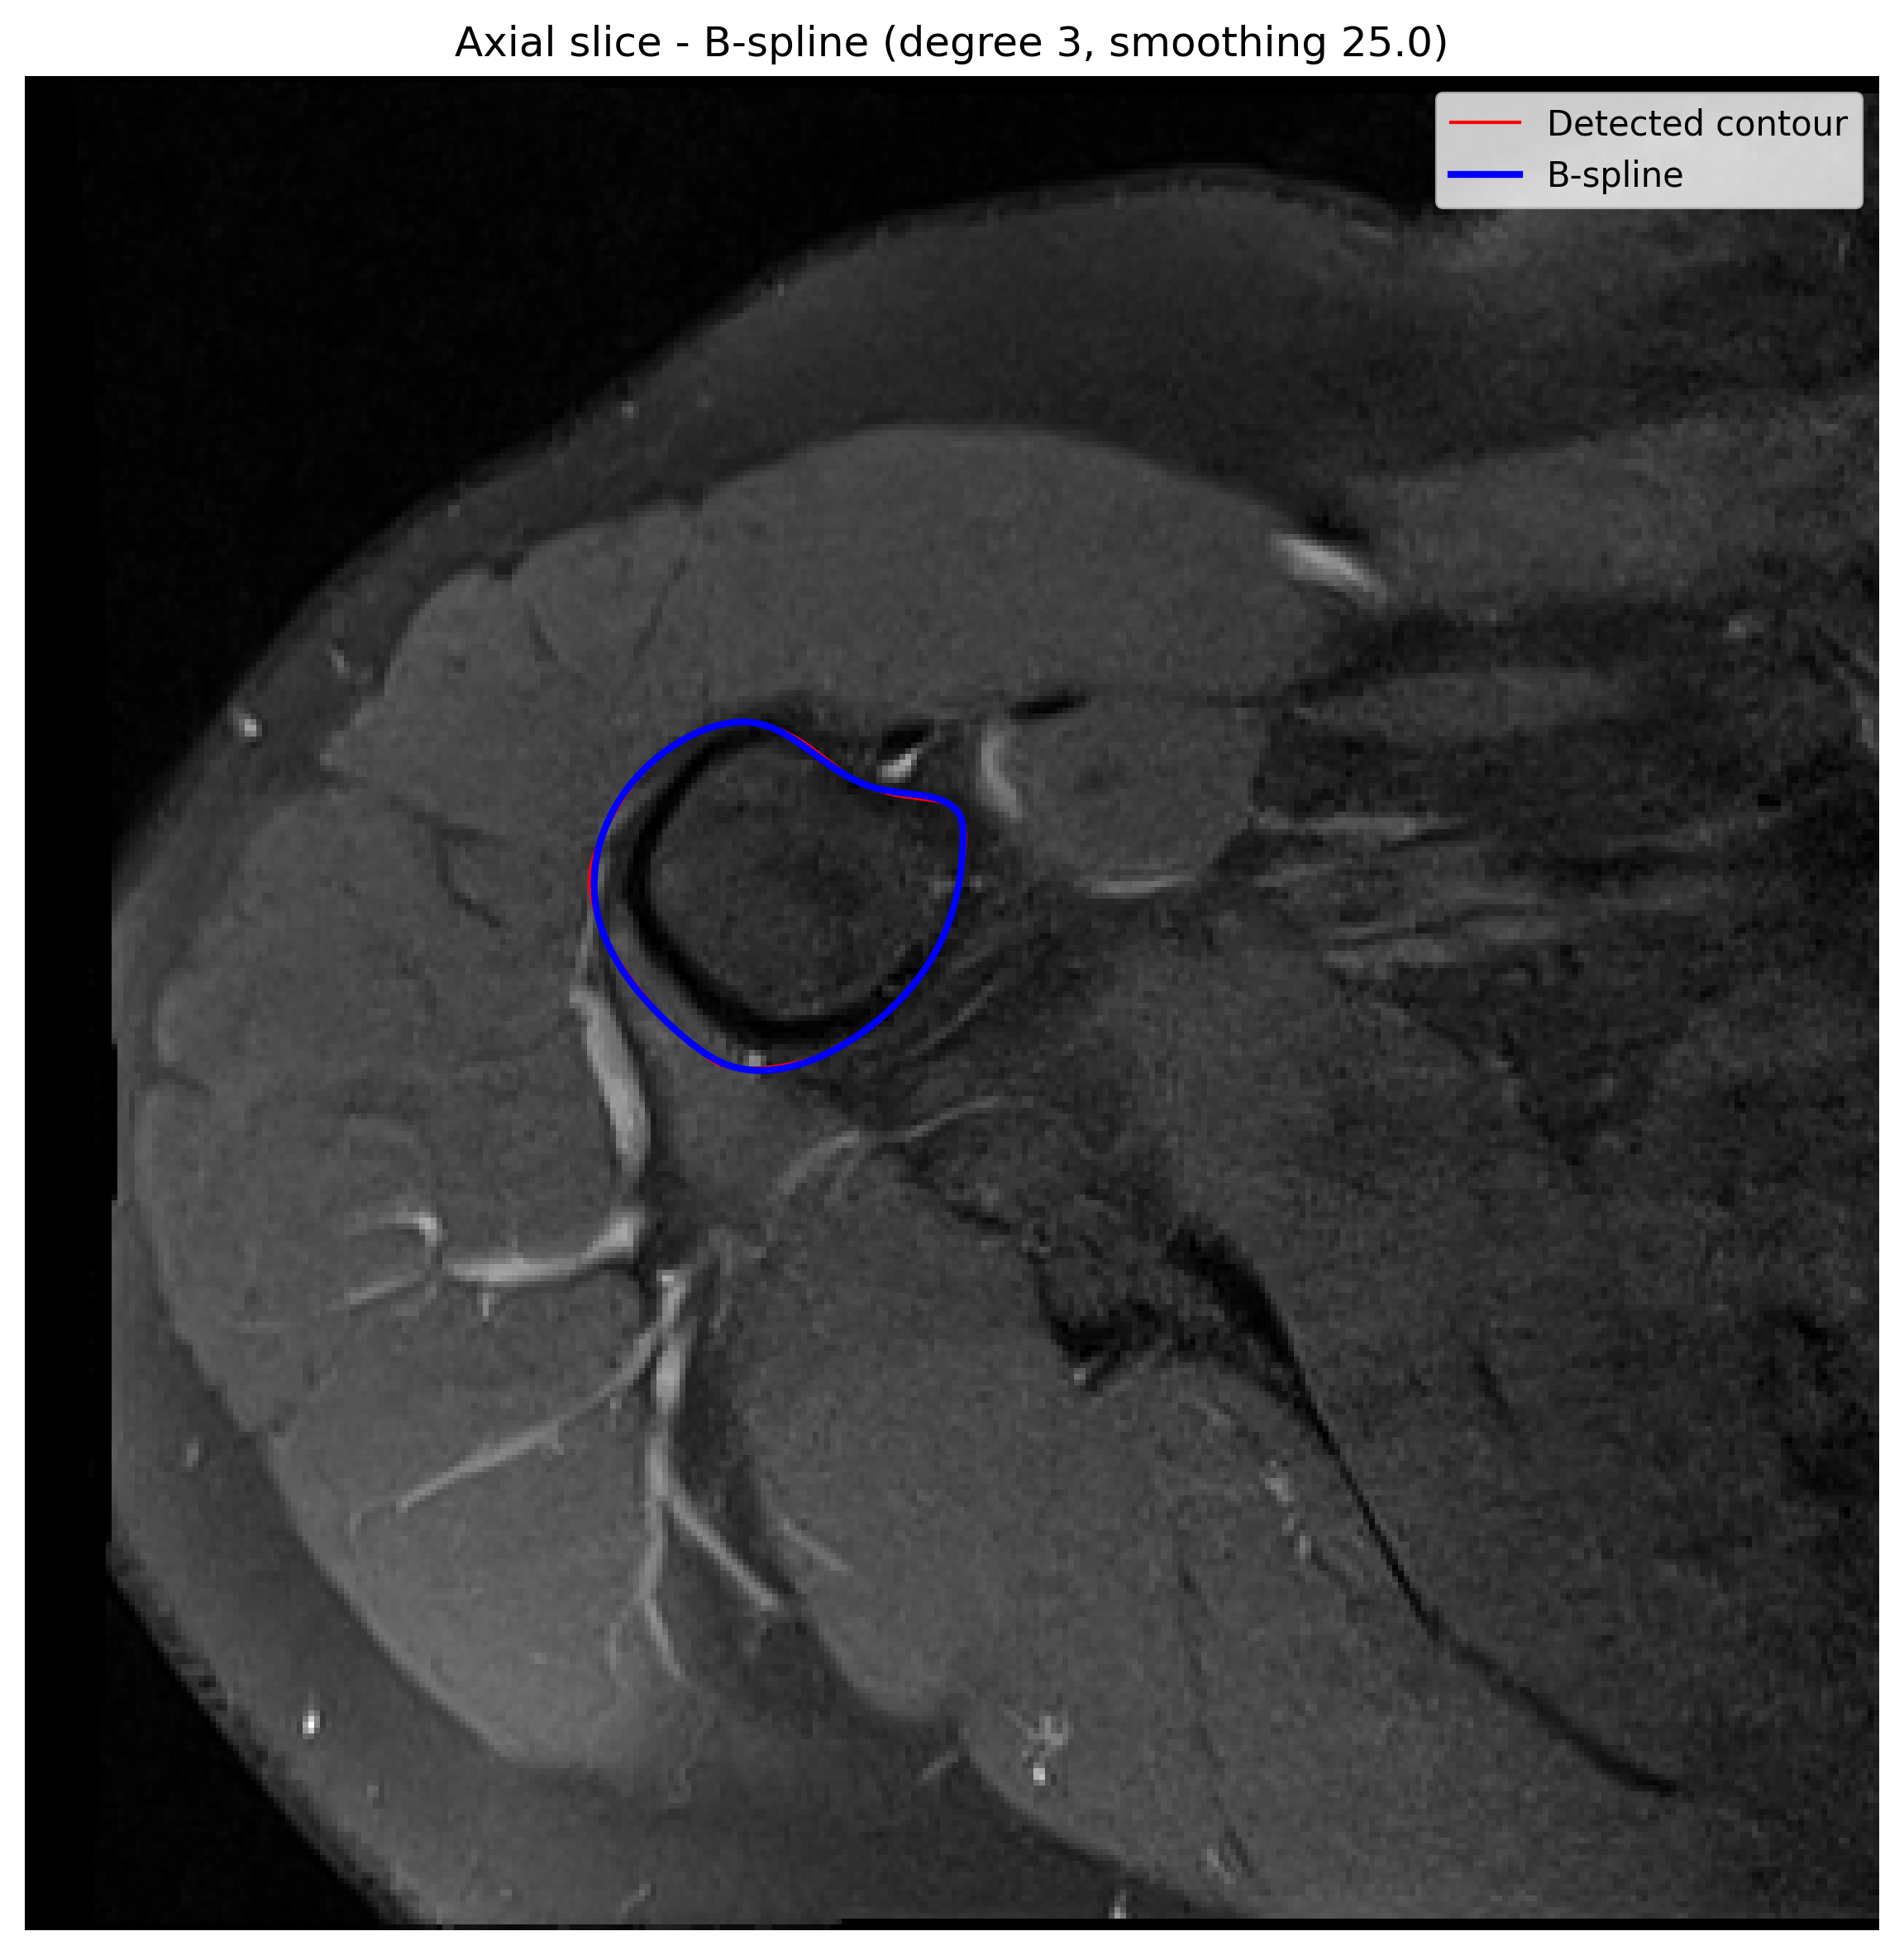 Axial slice - B-spline (degree 3, smoothing 25.0)
Detected contour
B-spline